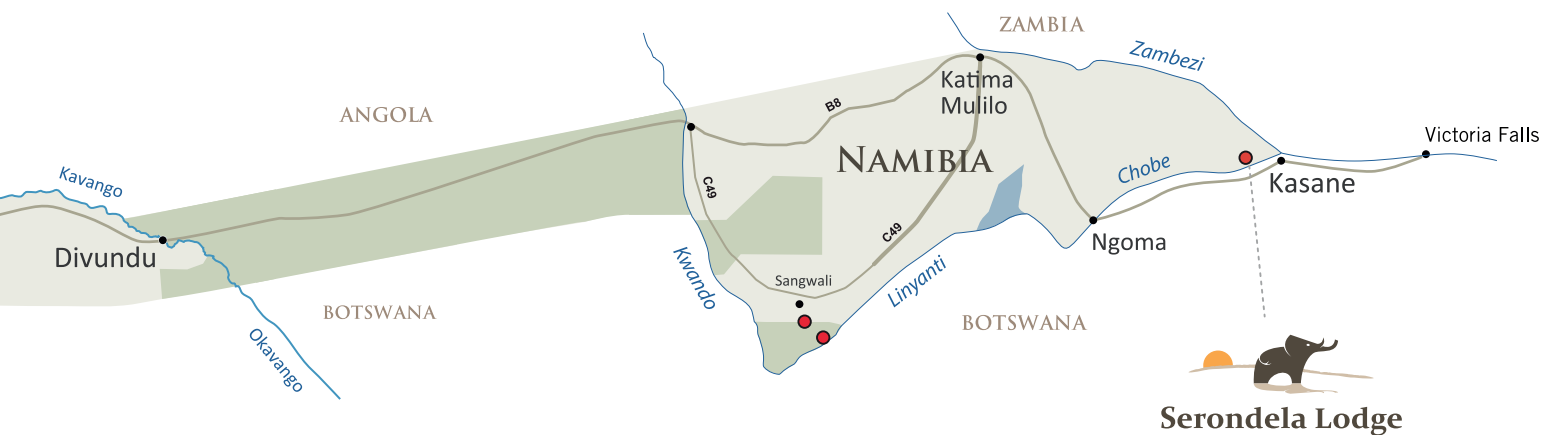 ZAMBIA
Zambezi
Katima
Mulilo
B8
ANGOLA
Victoria Falls
NAMIBIA
Chobe
Kavango
Kasane
C49
C49
Ngoma
Divundu
Kwando
Sangwali
Linyanti
BOTSWANA
BOTSWANA
Okavango
Serondela Lodge